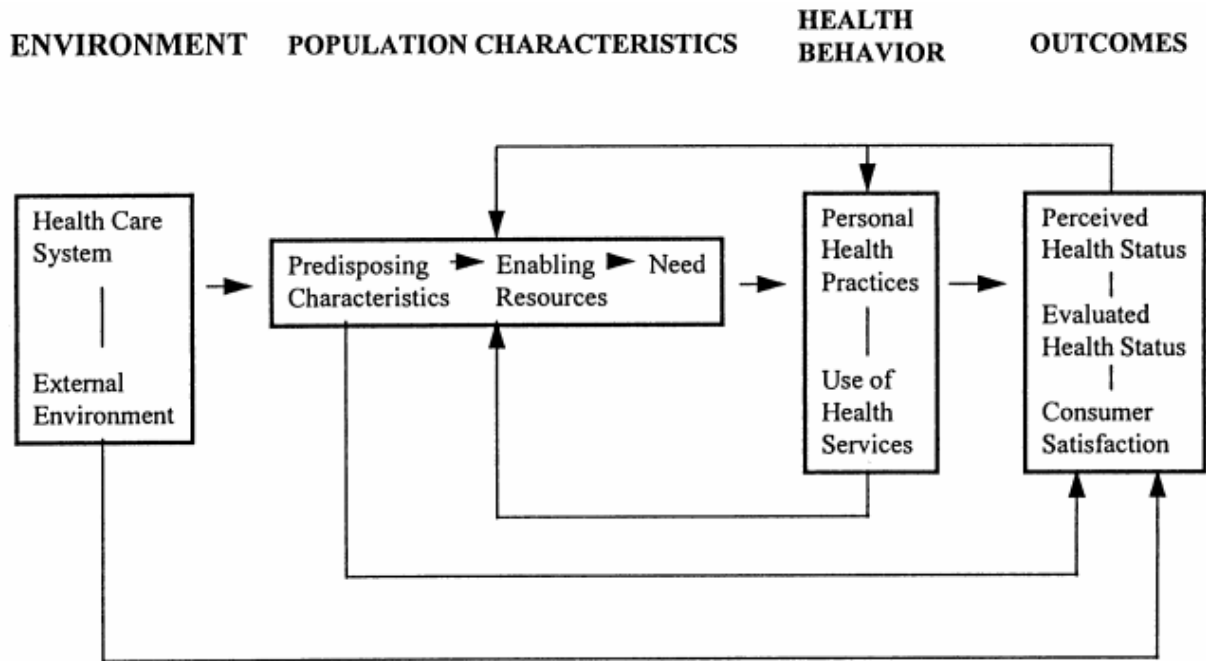 ENVIRONMENT
POPULATION CHARACTERISTICS
HEALTH
BEHAVIOR
OUTCOMES
Health Care
System
External
Environment
Predisposing
Characteristics
Enabling
Resources
Need
Personal
Health
Practices
Use of
Health
Services
Perceived
Health Status
Evaluated
Health Status
Consumer
Satisfaction